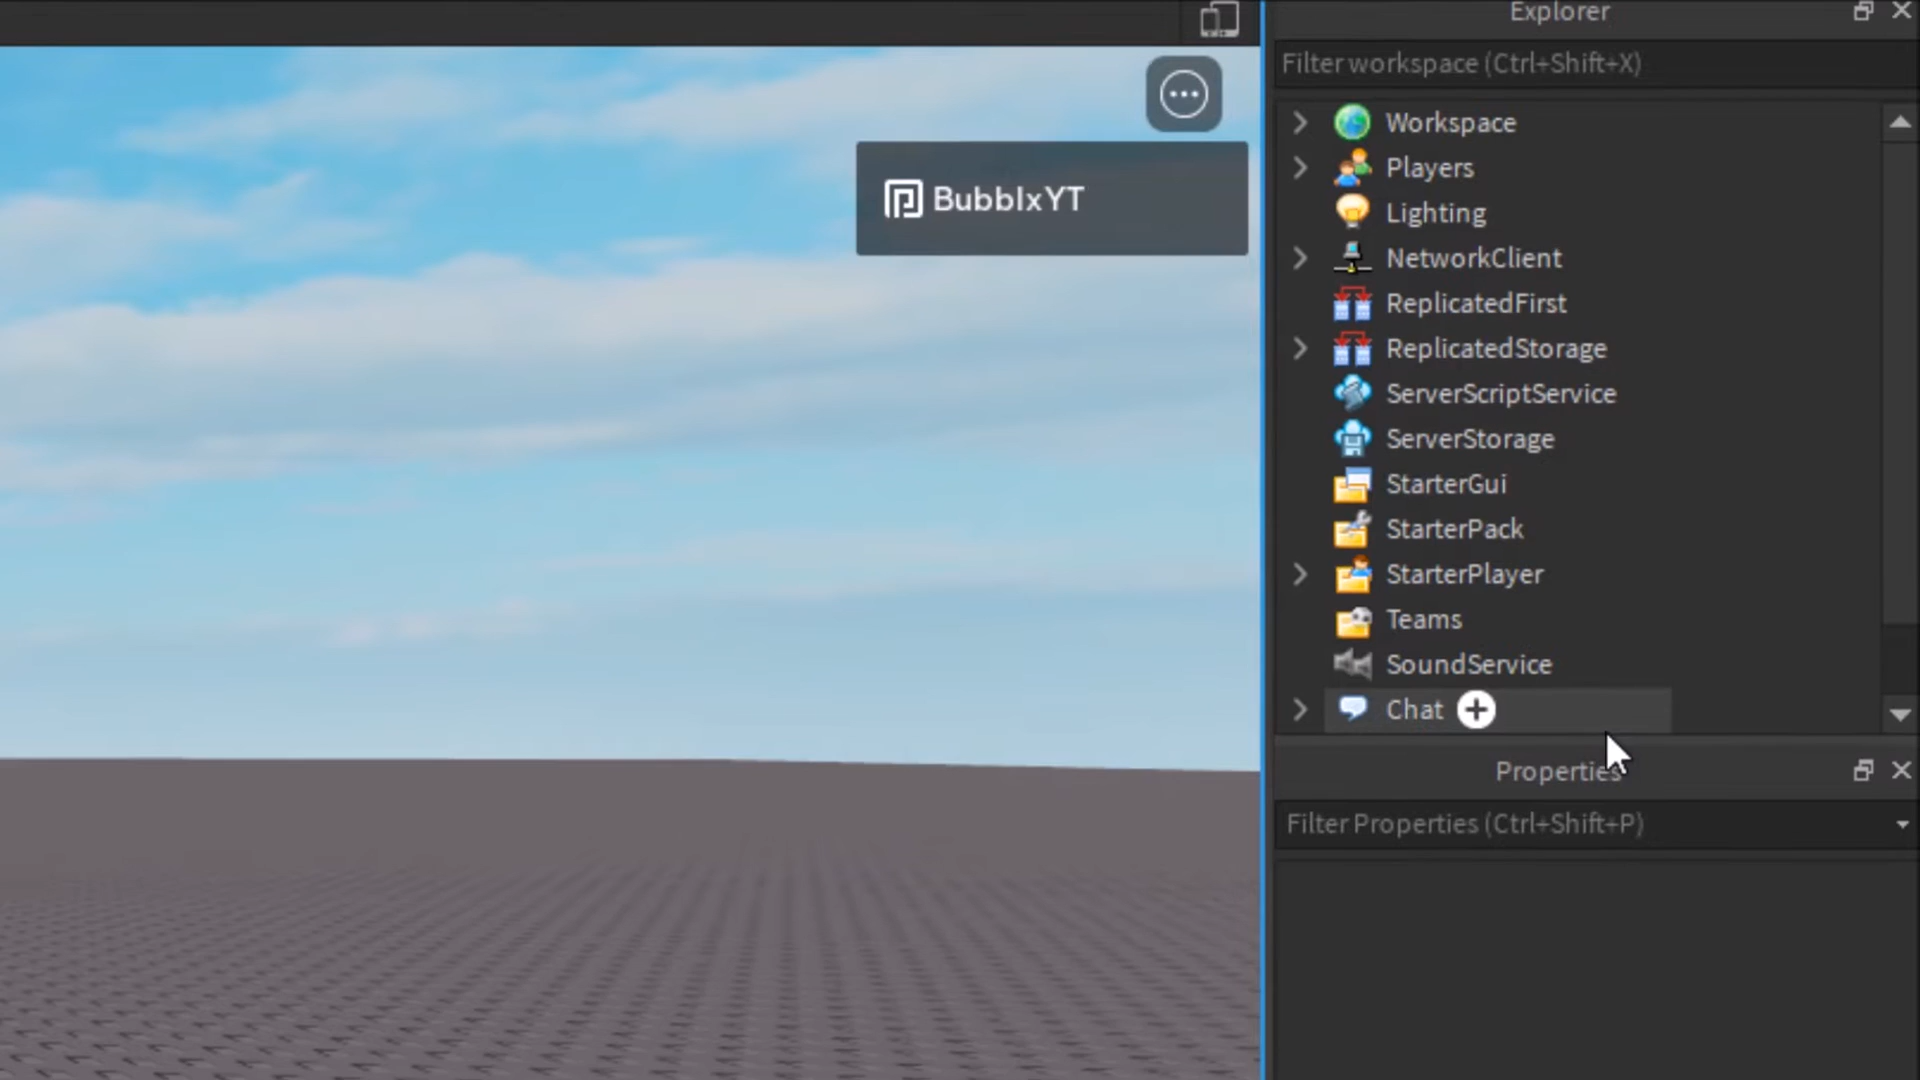 Explorer
Filter workspace (Ctrl+Shift+X)
BubblxYT
Workspace
Players
Lighting
NetworkClient
ReplicatedFirst
ReplicatedStorage
ServerScriptService
ServerStorage
StarterGui
StarterPack
StarterPlayer
Teams
SoundService
Chat
Properties
Filter Properties (Ctrl+Shift+P)